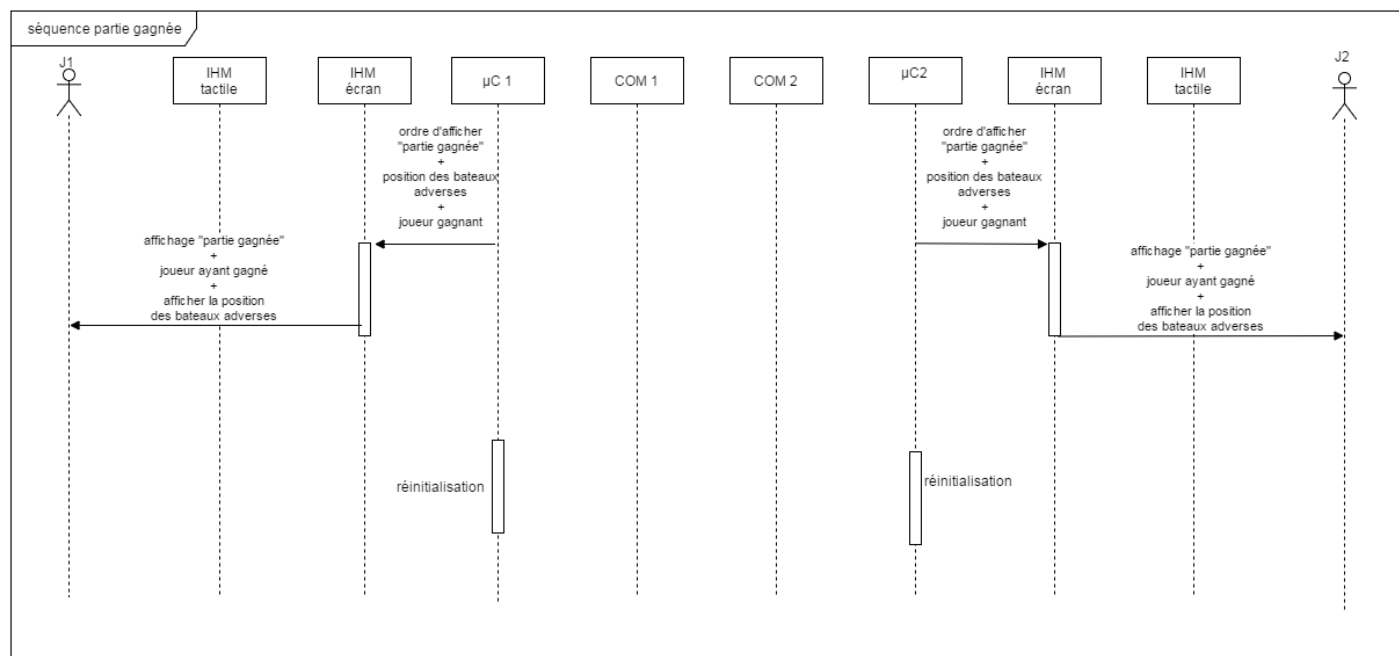 séquence partie gagnée
J1
IHM
tactile
IHM
écran
µC 1
COM 1
COM 2
µC2
IHM
écran
IHM
tactile
J2
ordre d'afficher
"partie gagnée"
+
position des bateaux
adverses
+
joueur gagnant
ordre d'afficher
"partie gagnée"
+
position des bateaux
adverses
+
joueur gagnant
affichage "partie gagnée"
+
joueur ayant gagné
+
afficher la position
des bateaux adverses
affichage "partie gagnée"
+
joueur ayant gagné
+
afficher la position
des bateaux adverses
réinitialisation
réinitialisation